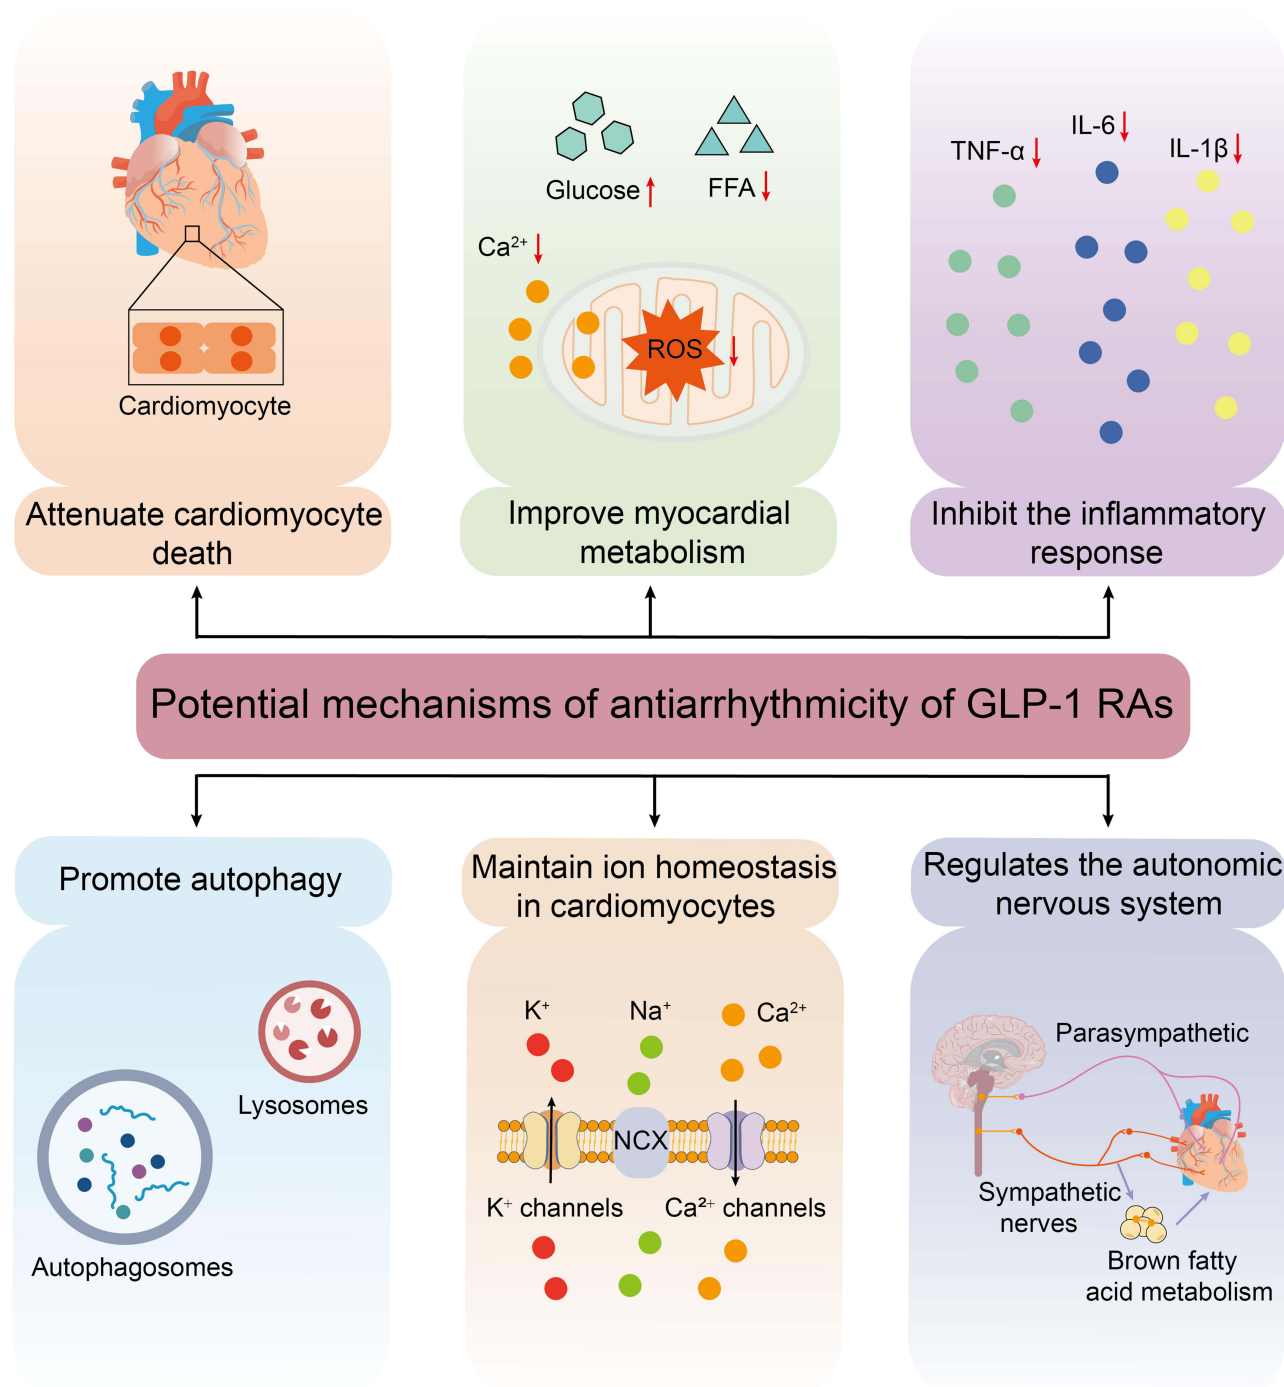 Cardiomyocyte
Attenuate cardiomyocyte
death
Glucose
FFA
Ca²⁺
ROS
Improve myocardial
metabolism
TNF-α
IL-6
IL-1β
Inhibit the inflammatory
response
Potential mechanisms of antiarrhythmicity of GLP-1 RAs
Promote autophagy
Lysosomes
Autophagosomes
Maintain ion homeostasis
in cardiomyocytes
K⁺
Na⁺
Ca²⁺
NCX
K⁺ channels
Ca²⁺ channels
Regulates the autonomic
nervous system
Parasympathetic
Sympathetic
nerves
Brown fatty
acid metabolism